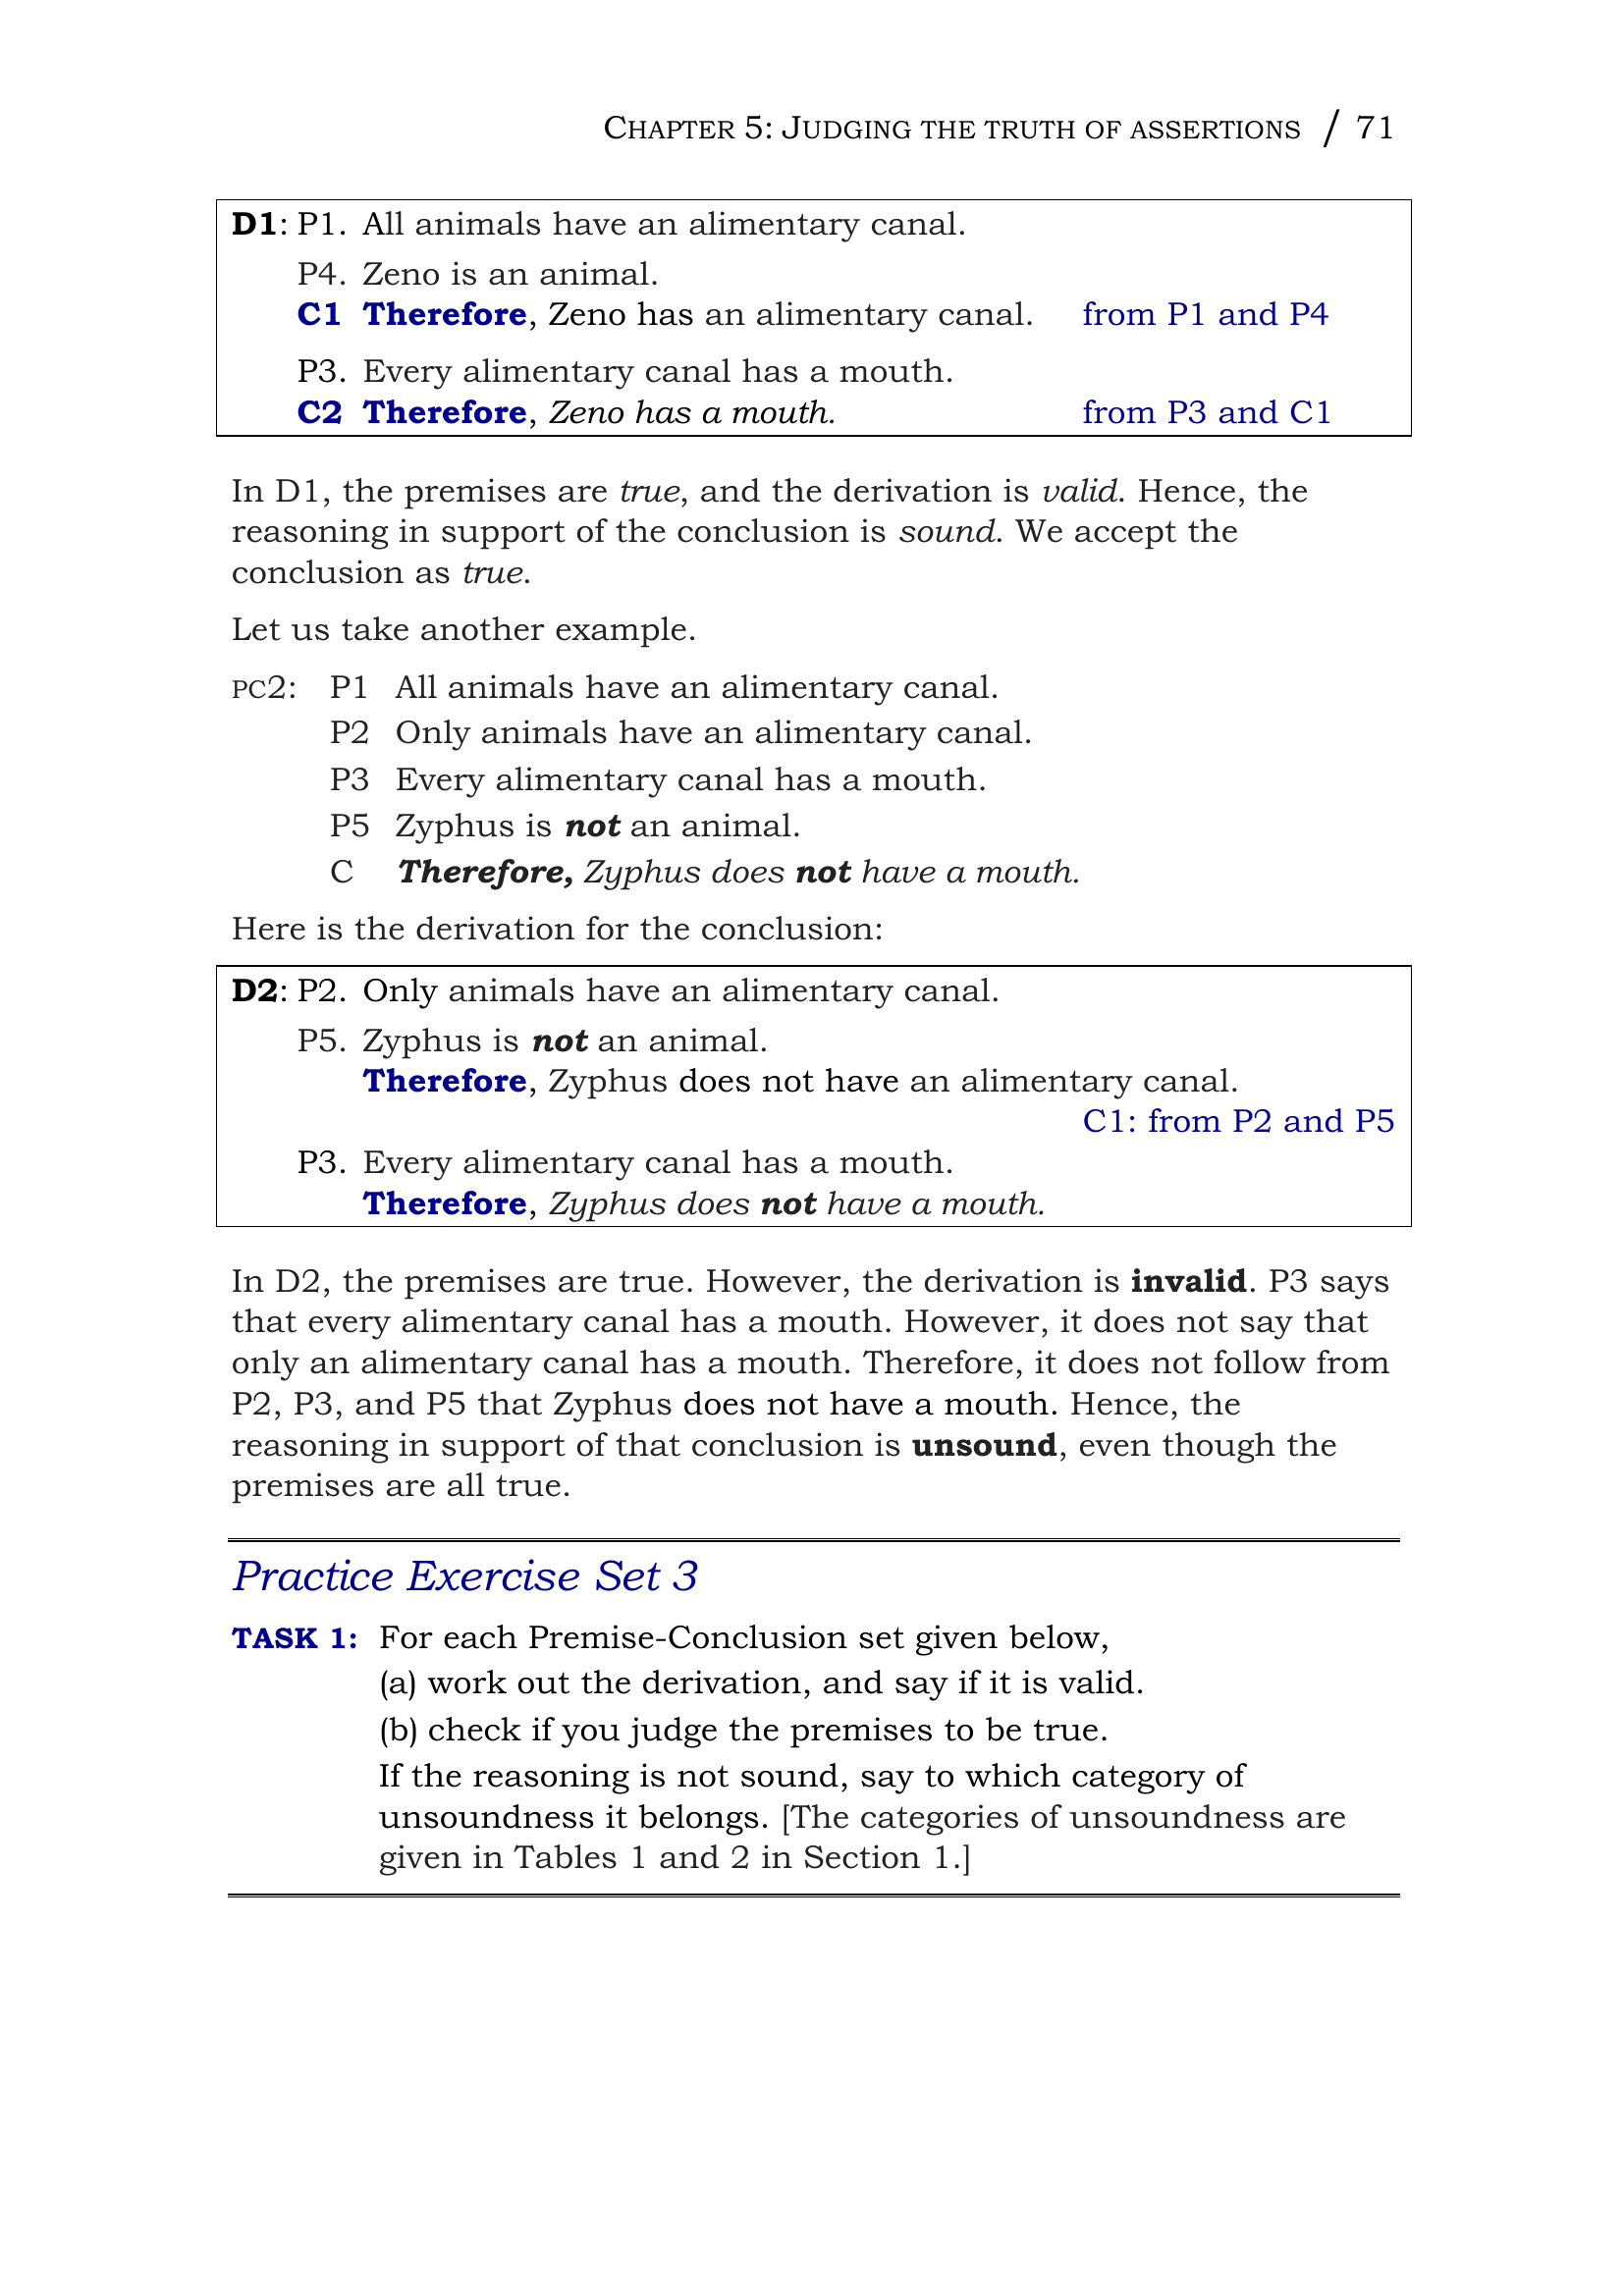 CHAPTER 5: JUDGING THE TRUTH OF ASSERTIONS / 71
D1: P1. All animals have an alimentary canal.
P4. Zeno is an animal.
C1 Therefore, Zeno has an alimentary canal. from P1 and P4
P3. Every alimentary canal has a mouth.
C2 Therefore, Zeno has a mouth. from P3 and C1
In D1, the premises are true, and the derivation is valid. Hence, the
reasoning in support of the conclusion is sound. We accept the
conclusion as true.
Let us take another example.
PC2: P1 All animals have an alimentary canal.
P2 Only animals have an alimentary canal.
P3 Every alimentary canal has a mouth.
P5 Zyphus is not an animal.
C Therefore, Zyphus does not have a mouth.
Here is the derivation for the conclusion:
D2: P2. Only animals have an alimentary canal.
P5. Zyphus is not an animal.
Therefore, Zyphus does not have an alimentary canal.
C1: from P2 and P5
P3. Every alimentary canal has a mouth.
Therefore, Zyphus does not have a mouth.
In D2, the premises are true. However, the derivation is invalid. P3 says
that every alimentary canal has a mouth. However, it does not say that
only an alimentary canal has a mouth. Therefore, it does not follow from
P2, P3, and P5 that Zyphus does not have a mouth. Hence, the
reasoning in support of that conclusion is unsound, even though the
premises are all true.
Practice Exercise Set 3
TASK 1: For each Premise-Conclusion set given below,
(a) work out the derivation, and say if it is valid.
(b) check if you judge the premises to be true.
If the reasoning is not sound, say to which category of
unsoundness it belongs. [The categories of unsoundness are
given in Tables 1 and 2 in Section 1.]